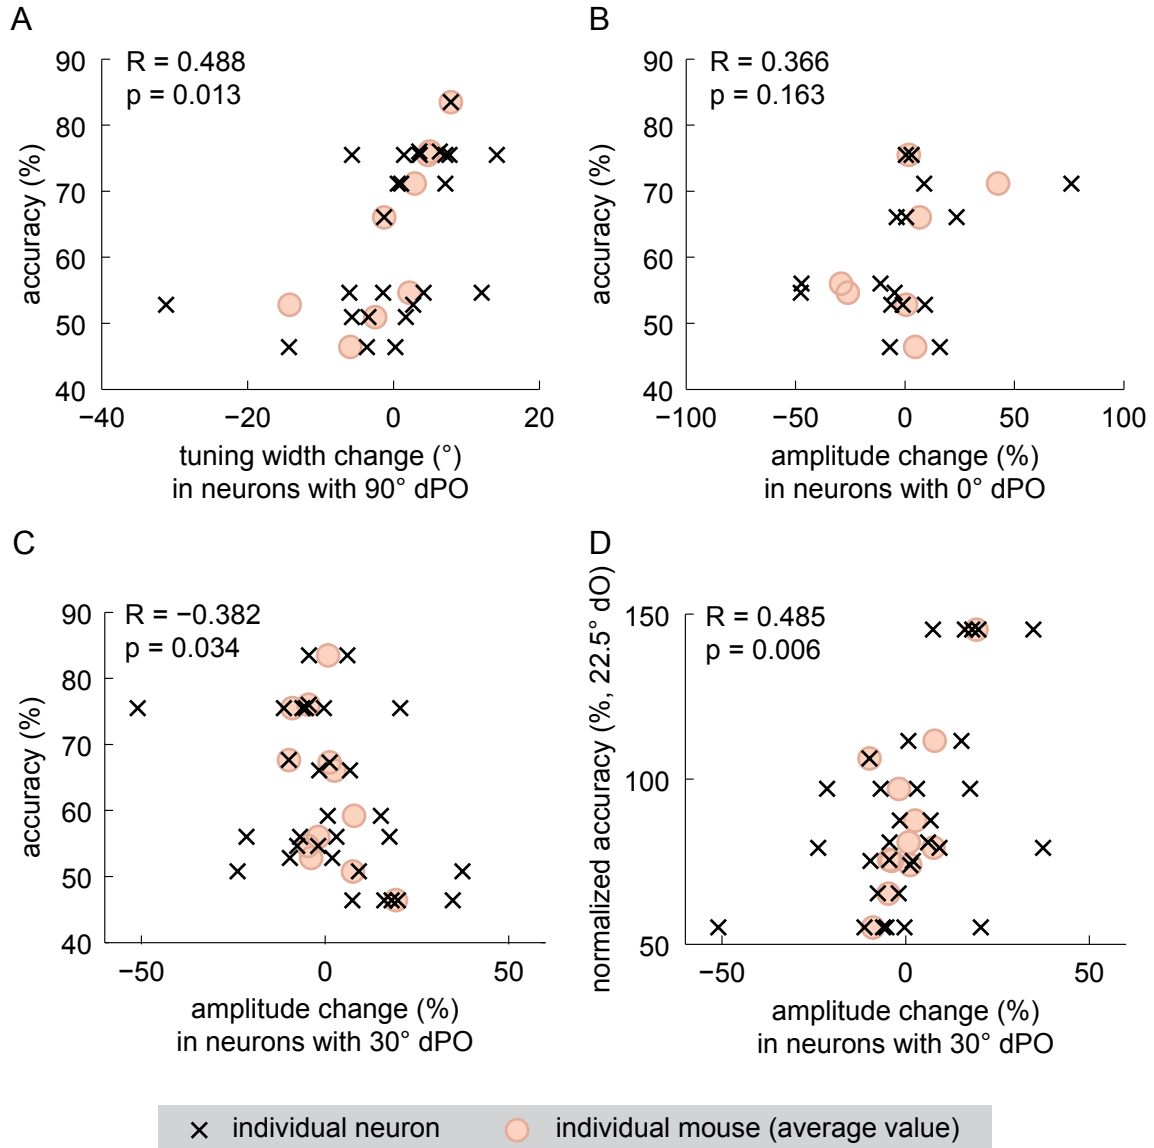 A
R = 0.488
p = 0.013
90
80
70
60
50
40
accuracy (%)
−40
−20
0
20
tuning width change (°)
in neurons with 90° dPO
B
R = 0.366
p = 0.163
90
80
70
60
50
40
accuracy (%)
−100
−50
0
50
100
amplitude change (%)
in neurons with 0° dPO
C
R = −0.382
p = 0.034
90
80
70
60
50
40
accuracy (%)
−50
0
50
amplitude change (%)
in neurons with 30° dPO
D
R = 0.485
p = 0.006
150
100
50
normalized accuracy (%, 22.5° dO)
−50
0
50
amplitude change (%)
in neurons with 30° dPO
individual neuron
individual mouse (average value)